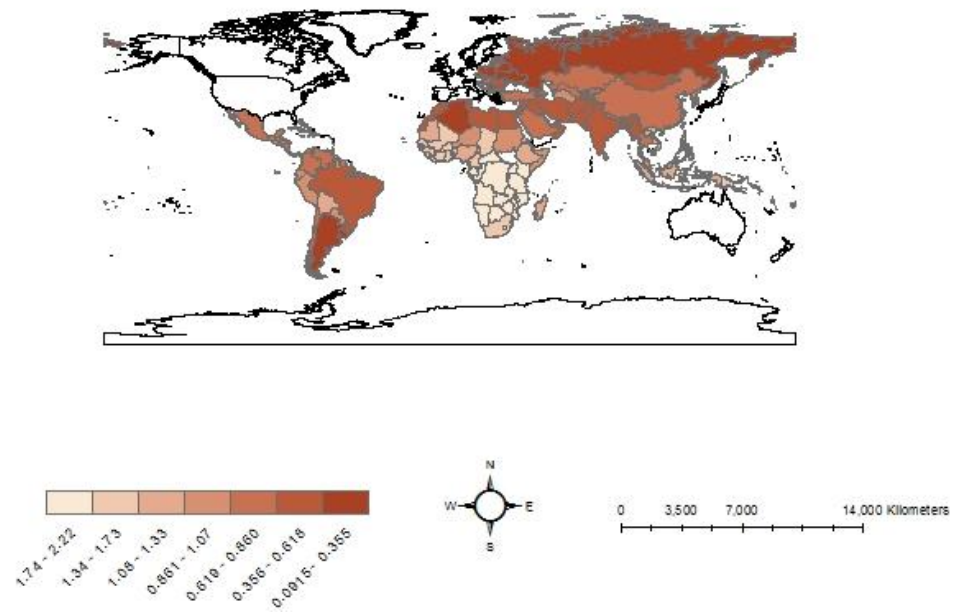 1.74 - 2.22
1.34 - 1.73
1.08 - 1.33
0.861 - 1.07
0.619 - 0.860
0.356 - 0.618
0.0915 - 0.355
N
W E
S
0 3,500 7,000 14,000 Kilometers